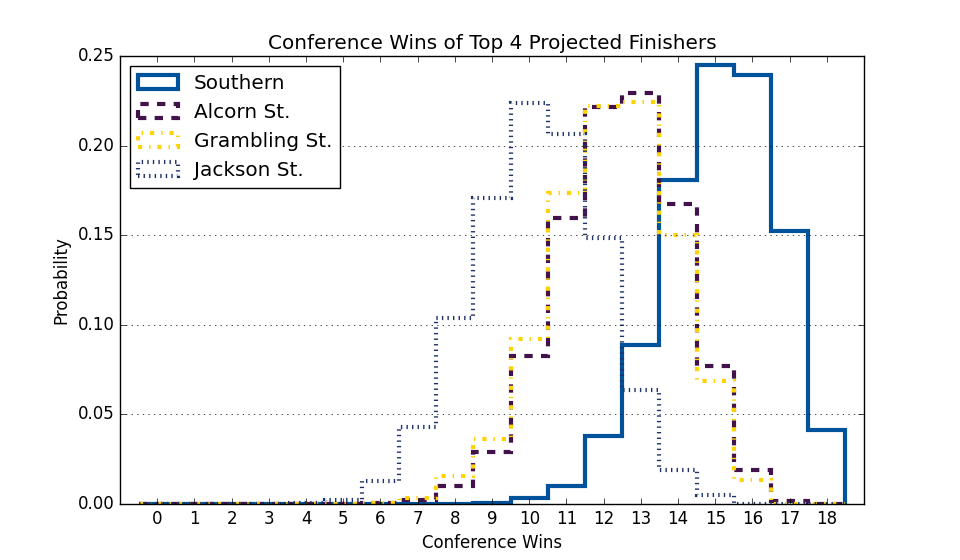 Conference Wins of Top 4 Projected Finishers
0.25
Southern
Alcorn St.
Grambling St.
Jackson St.
0.20
0.15
Probability
0.10
0.05
0.00
0 1 2 3 4 5 6 7 8 9 10 11 12 13 14 15 16 17 18
Conference Wins